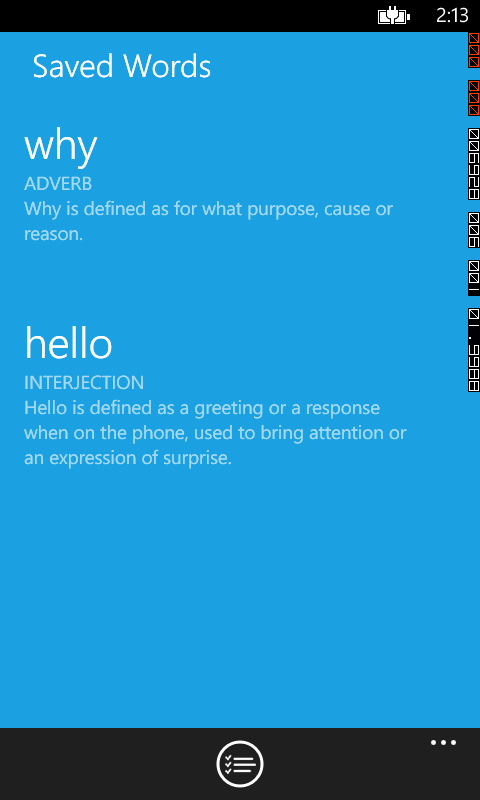 2:13
Saved Words
why
ADVERB
Why is defined as for what purpose, cause or
reason.
hello
INTERJECTION
Hello is defined as a greeting or a response
when on the phone, used to bring attention or
an expression of surprise.
000
000